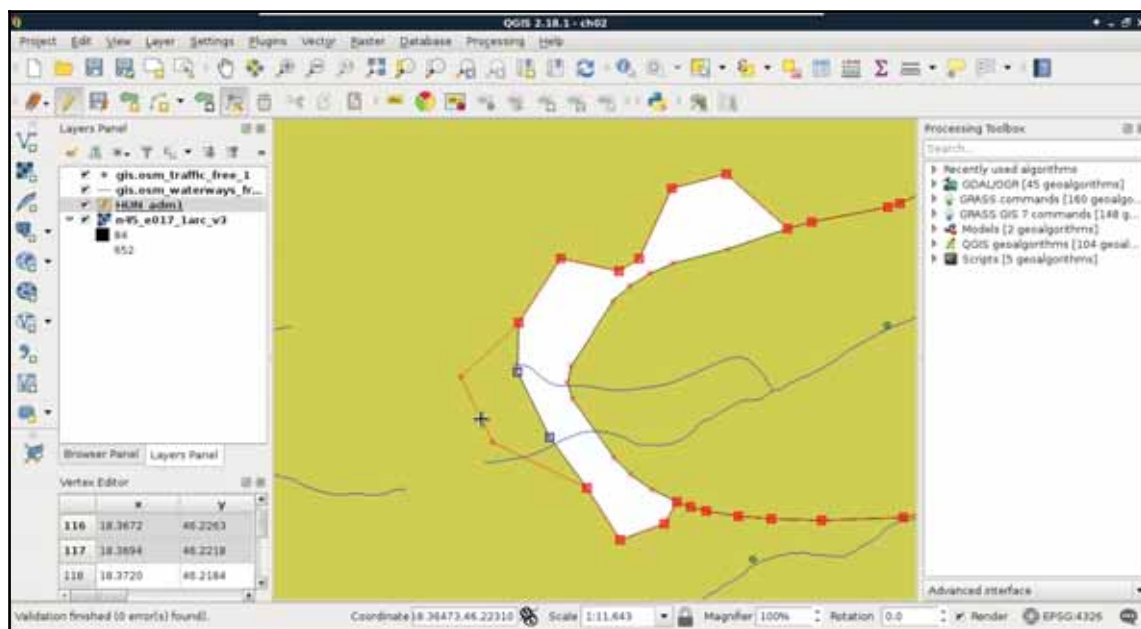 QGIS 2.18.1 - ch02
Project Edit View Layer Settings Plugins Vector Raster Database Processing Help
Layers Panel
gis.osm_traffic_free_1
gis.osm_waterways_fr...
HUN_adm1
n45_e017_1arc_v3
84
652
Browser Panel Layers Panel
Vertex Editor
x y
116 18.3672 46.2263
117 18.3694 46.2218
118 18.3720 46.2184
Processing Toolbox
Search...
Recently used algorithms
GDAL/OGR [45 geoalgorithms]
GRASS commands [160 geoalgo...
GRASS GIS 7 commands [148 g...
Models [2 geoalgorithms]
QGIS geoalgorithms [104 geoal...
Scripts [5 geoalgorithms]
Advanced interface
Validation finished (0 error(s) found). Coordinate 18.36473,46.22310 Scale 1:11,643 Magnifier 100% Rotation 0.0 Render EPSG:4326